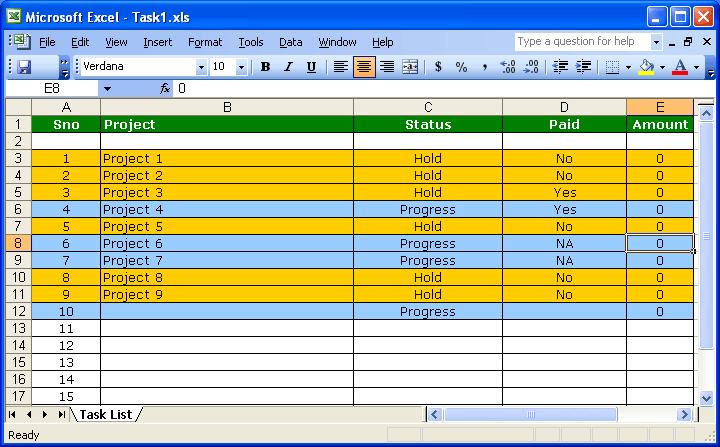 Microsoft Excel - Task1.xls
File Edit View Insert Format Tools Data Window Help Type a question for help
Verdana 10 B I U $ % , .00 .0 A
E8 fx 0
A B C D E
1 Sno Project Status Paid Amount
2
3 1 Project 1 Hold No 0
4 2 Project 2 Hold No 0
5 3 Project 3 Hold Yes 0
6 4 Project 4 Progress Yes 0
7 5 Project 5 Hold No 0
8 6 Project 6 Progress NA 0
9 7 Project 7 Progress NA 0
10 8 Project 8 Hold No 0
11 9 Project 9 Hold No 0
12 10 Progress 0
13 11
14 12
15 13
16 14
17 15
Task List
Ready